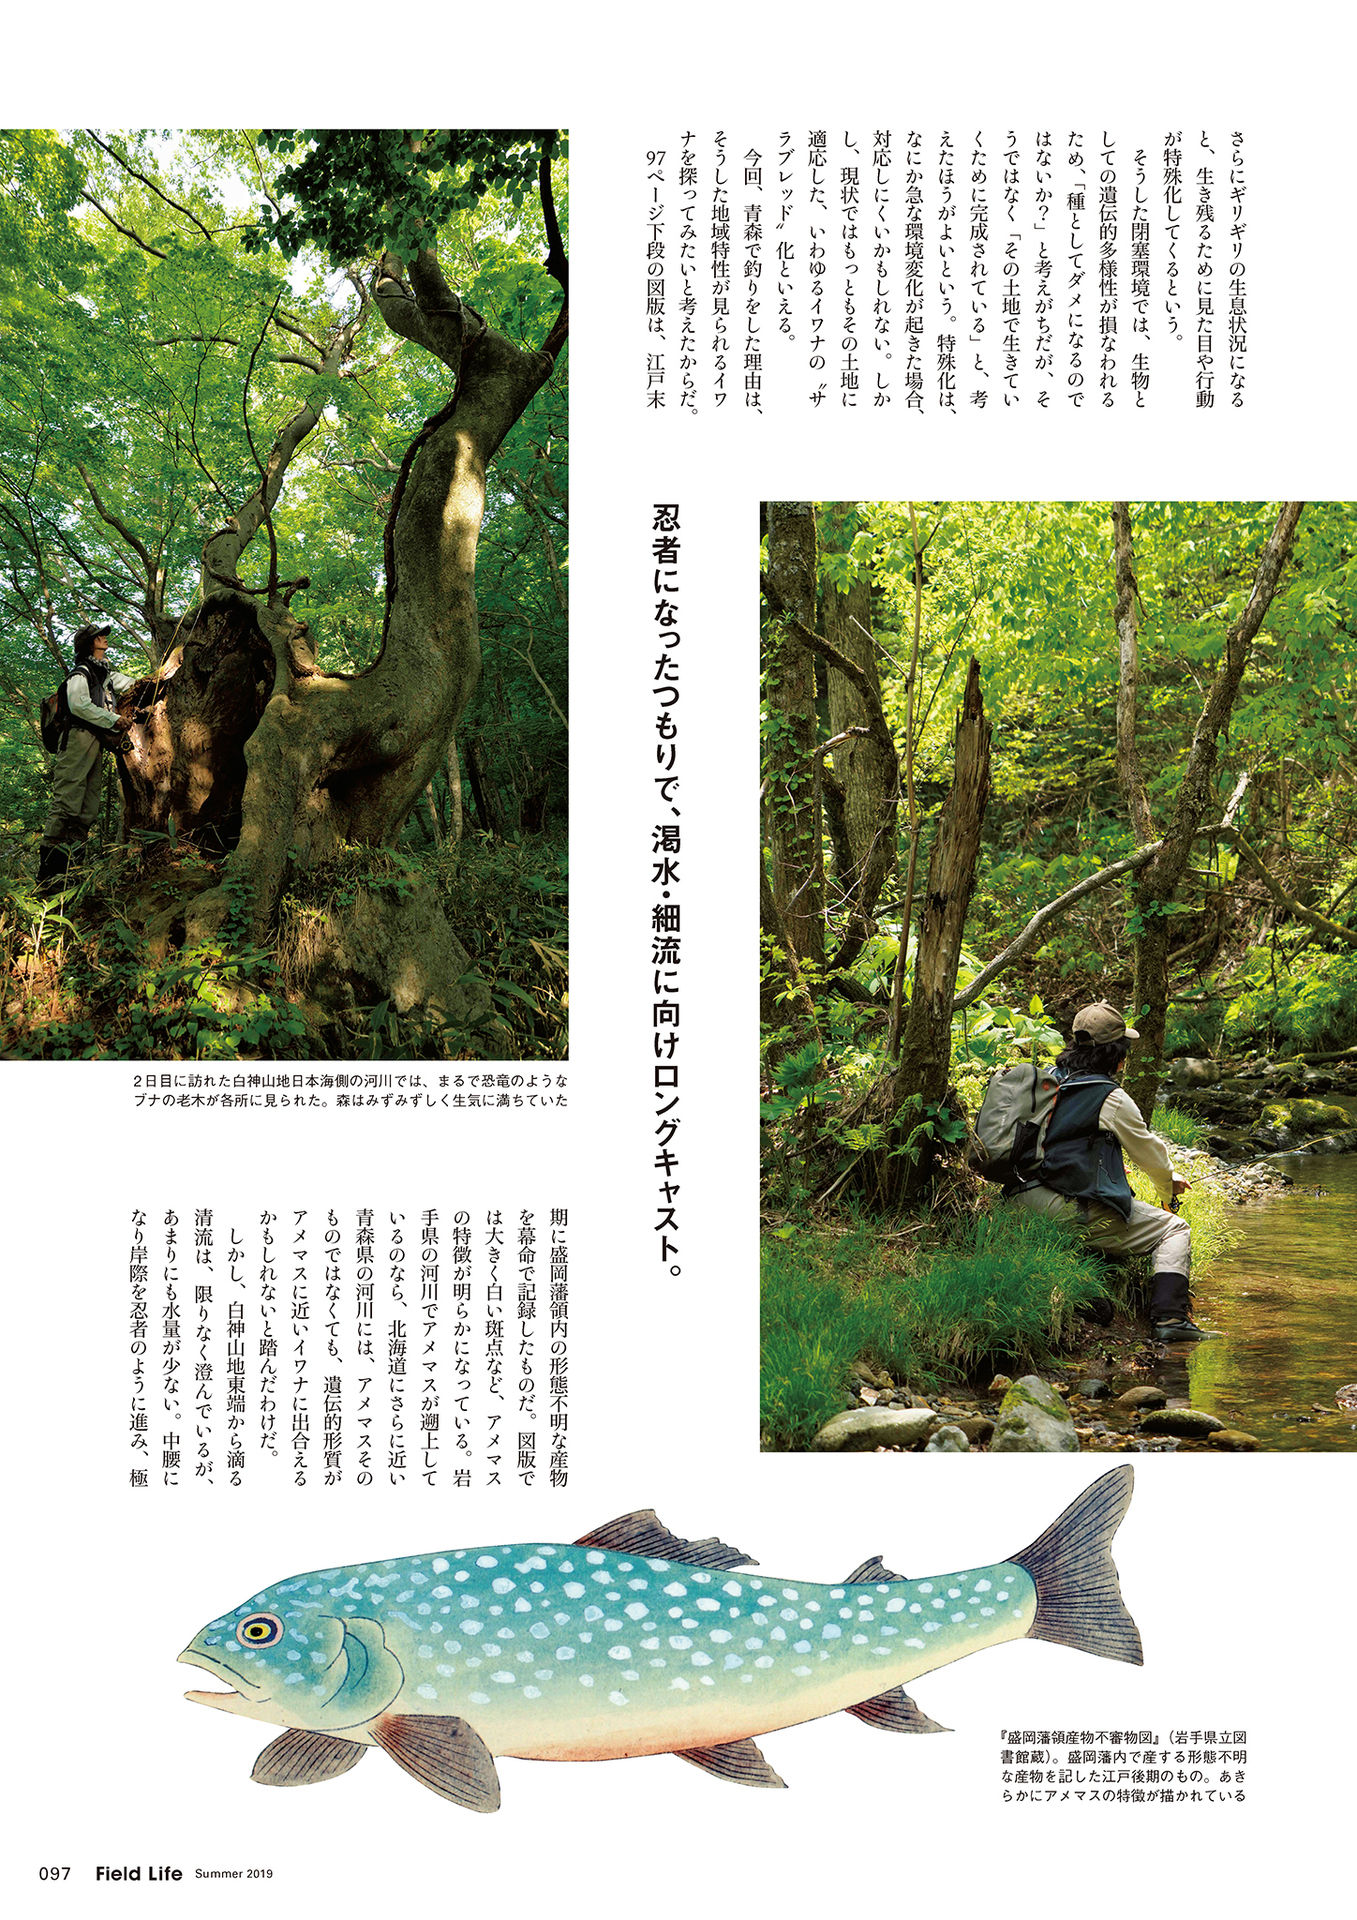 さらにギリギリの生息状況になる
と、生き残るために見た目や行動
が特殊化してくるという。
そうした閉塞環境では、生物と
しての遺伝的多様性が損なわれる
ため、「種としてダメになるので
はないか？」と考えがちだが、そ
うではなく「その土地で生きてい
くために完成されている」と、考
えたほうがよいという。特殊化は、
なにか急な環境変化が起きた場合、
対応しにくいかもしれない。しか
し、現状ではもっともその土地に
適応した、いわゆるイワナの〝サ
ラブレッド〟化といえる。
今回、青森で釣りをした理由は、
そうした地域特性が見られるイワ
ナを探ってみたいと考えたからだ。
97ページ下段の図版は、江戸末
忍者になったつもりで、渇水・細流に向けロングキャスト。
2日目に訪れた白神山地日本海側の河川では、まるで恐竜のような
ブナの老木が各所に見られた。森はみずみずしく生気に満ちていた
期に盛岡藩領内の形態不明な産物
を幕命で記録したものだ。図版で
は大きく白い斑点など、アメマス
の特徴が明らかになっている。岩
手県の河川でアメマスが遡上して
いるのなら、北海道にさらに近い
青森県の河川には、アメマスその
ものではなくても、遺伝的形質が
アメマスに近いイワナに出合える
かもしれないと踏んだわけだ。
しかし、白神山地東端から滴る
清流は、限りなく澄んでいるが、
あまりにも水量が少ない。中腰に
なり岸際を忍者のように進み、極
『盛岡藩領産物不審物図』（岩手県立図
書館蔵）。盛岡藩内で産する形態不明
な産物を記した江戸後期のもの。あき
らかにアメマスの特徴が描かれている
097 Field Life Summer 2019